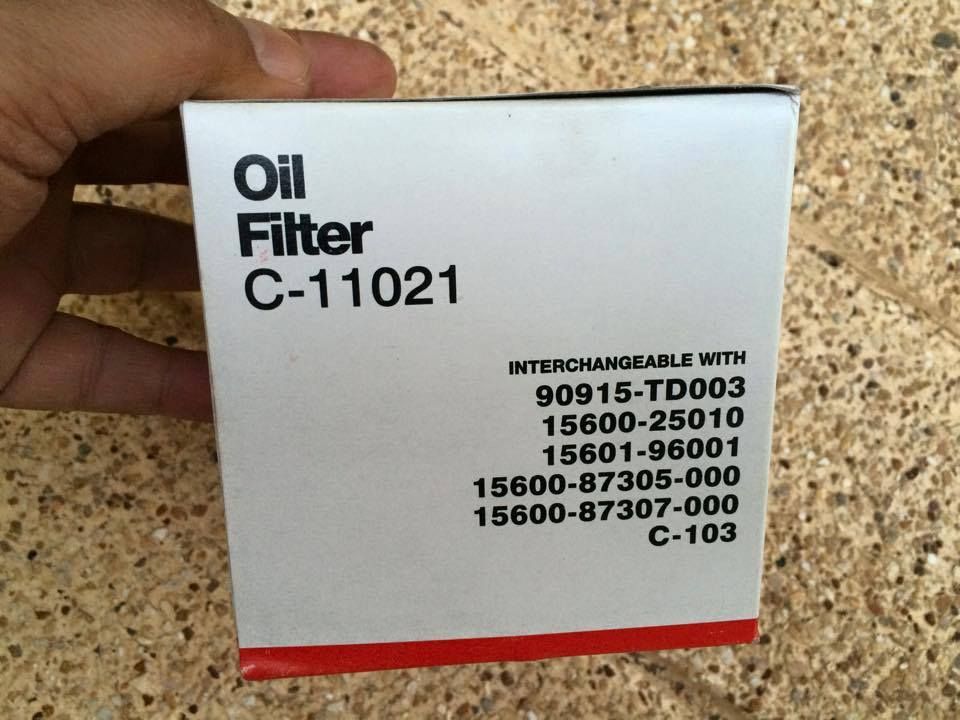 Oil
Filter
C-11021
INTERCHANGEABLE WITH
90915-TD003
15600-25010
15601-96001
15600-87305-000
15600-87307-000
C-103